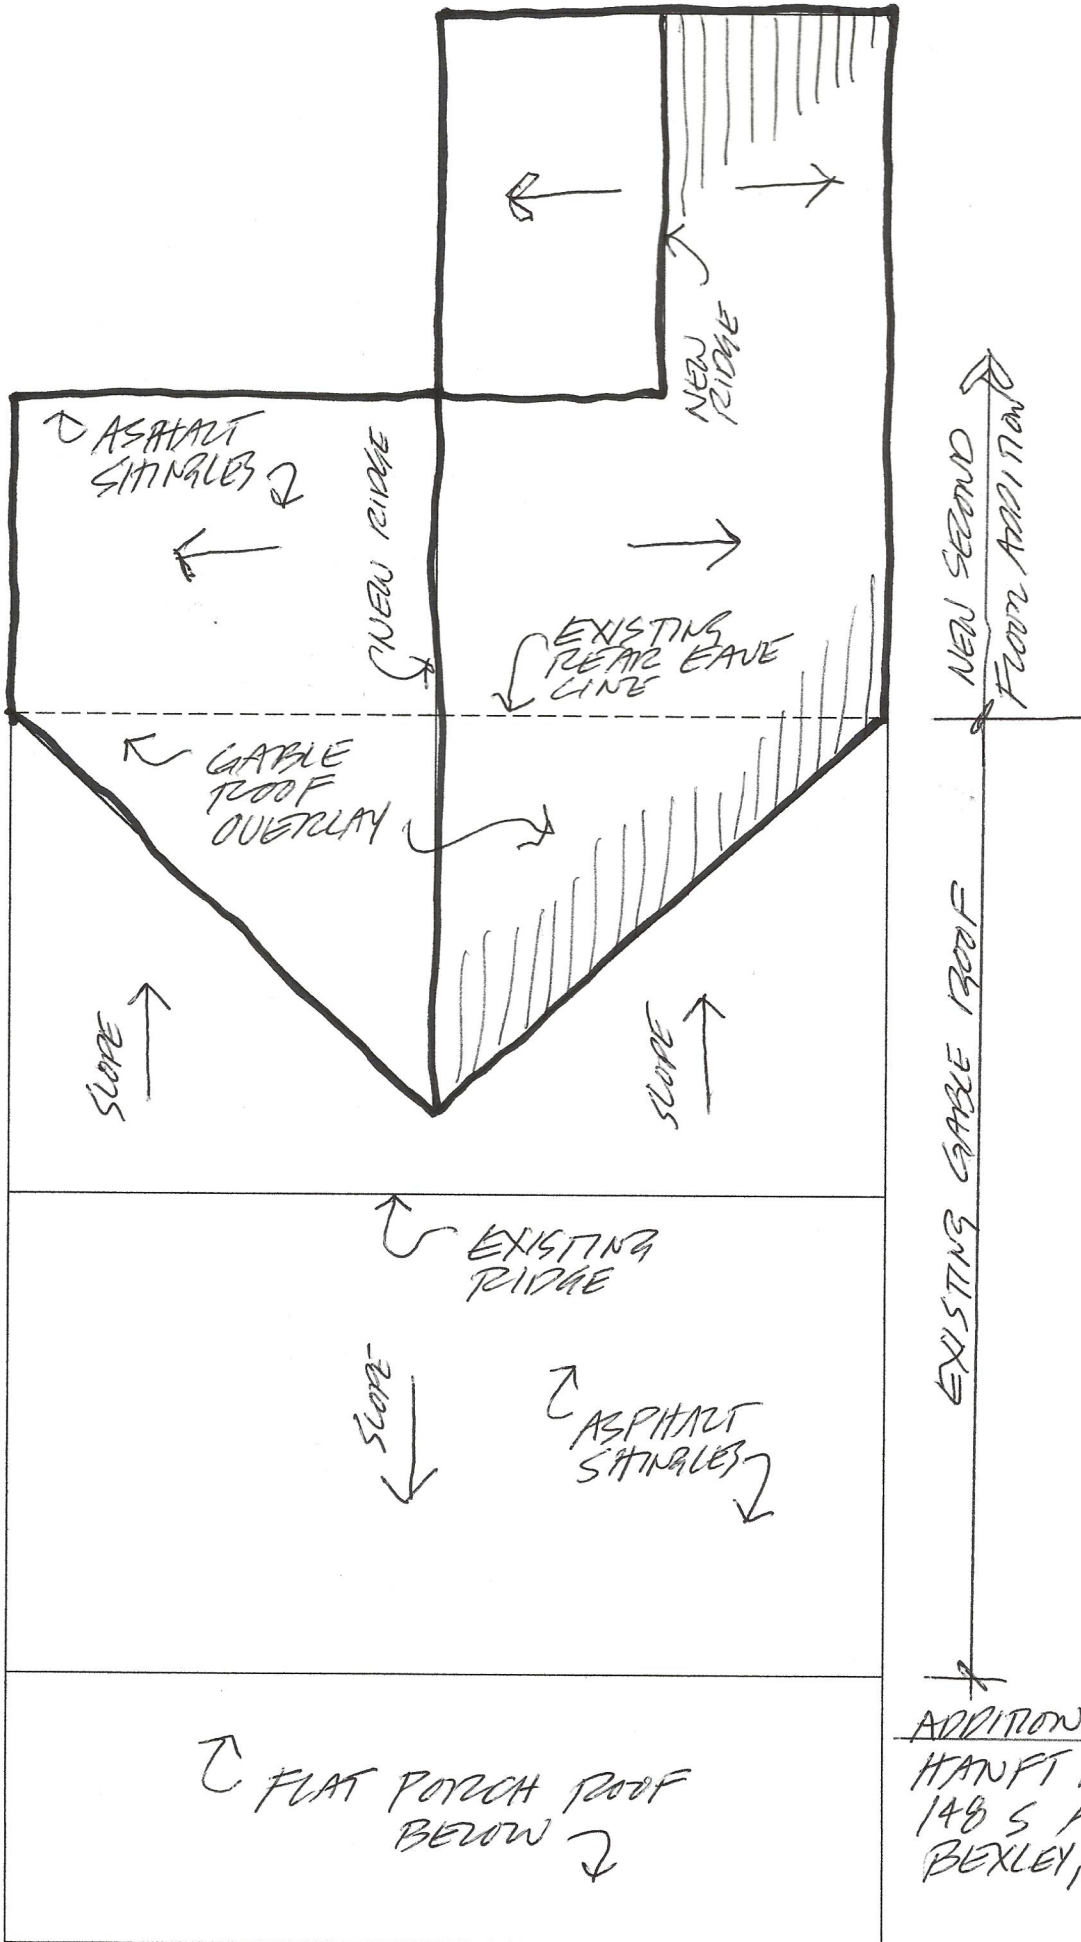 NEW
RIDGE
ASPHALT
SHINGLES
NEW RIDGE
NEW SECOND
FLOOR ADDITION
EXISTING
REAR EAVE
LINE
GABLE
ROOF
OVERLAY
SLOPE
SLOPE
EXISTING GABLE ROOF
EXISTING
RIDGE
SLOPE
ASPHALT
SHINGLES
ADDITION
HANFT
148 S
BEXLEY,
FLAT PORCH ROOF
BELOW